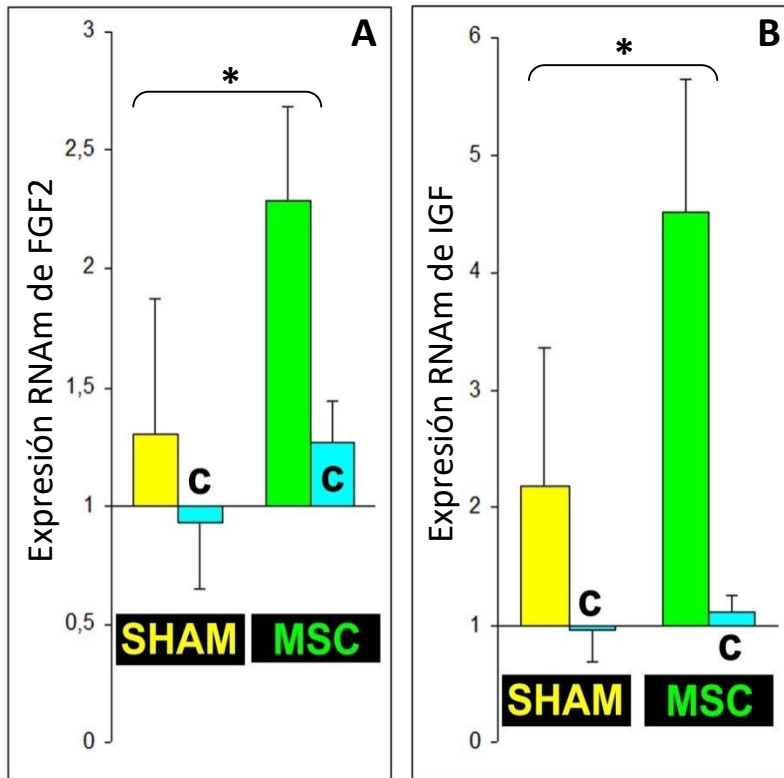 A
Expresión RNAm de FGF2
3
2,5
2
1,5
1
0,5
0
*
C
C
SHAM
MSC
B
Expresión RNAm de IGF
6
5
4
3
2
1
0
*
C
C
SHAM
MSC